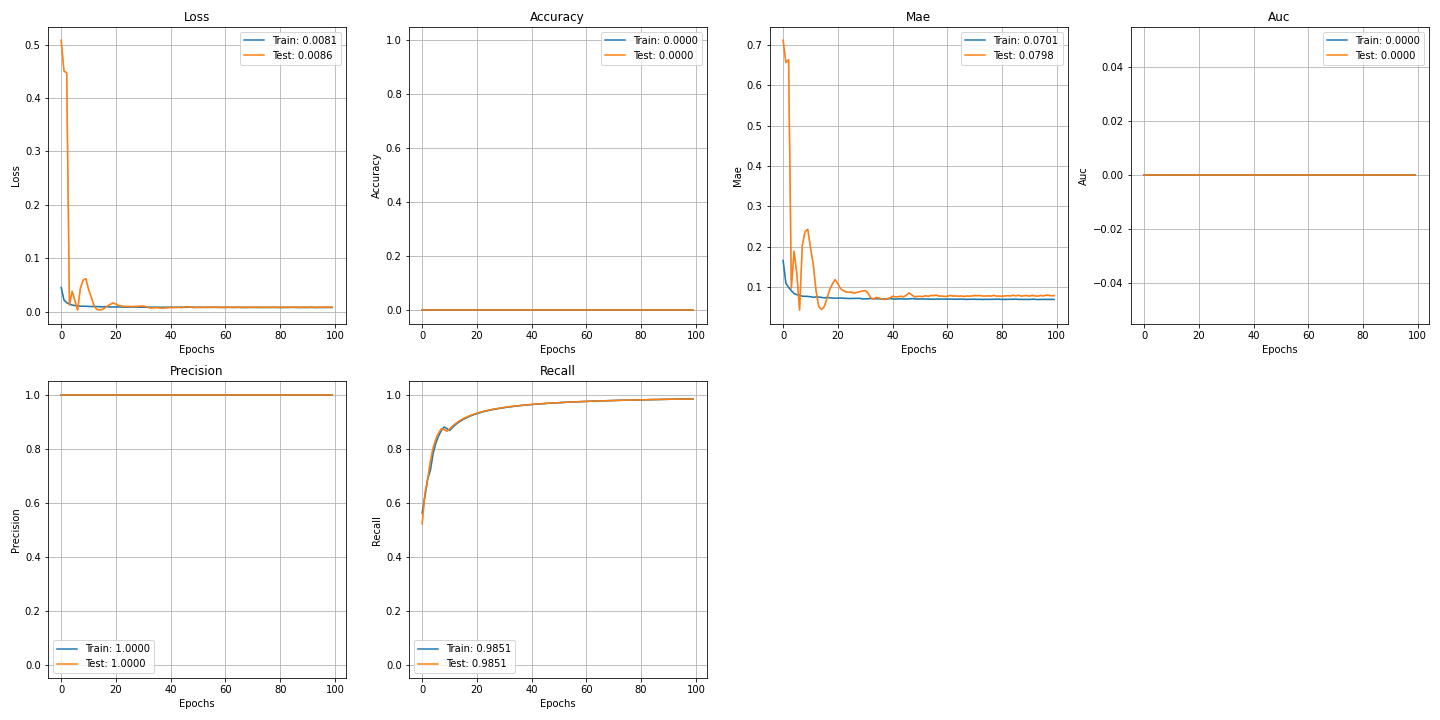 Loss
Train: 0.0081
Test: 0.0086
0.5
0.4
0.3
0.2
0.1
0.0
Loss
0 20 40 60 80 100
Epochs
Accuracy
Train: 0.0000
Test: 0.0000
1.0
0.8
0.6
0.4
0.2
0.0
Accuracy
0 20 40 60 80 100
Epochs
Mae
Train: 0.0701
Test: 0.0798
0.7
0.6
0.5
0.4
0.3
0.2
0.1
Mae
0 20 40 60 80 100
Epochs
Auc
Train: 0.0000
Test: 0.0000
0.04
0.02
0.00
−0.02
−0.04
Auc
0 20 40 60 80 100
Epochs
Precision
1.0
0.8
0.6
0.4
0.2
0.0
Precision
Train: 1.0000
Test: 1.0000
0 20 40 60 80 100
Epochs
Recall
1.0
0.8
0.6
0.4
0.2
0.0
Recall
Train: 0.9851
Test: 0.9851
0 20 40 60 80 100
Epochs